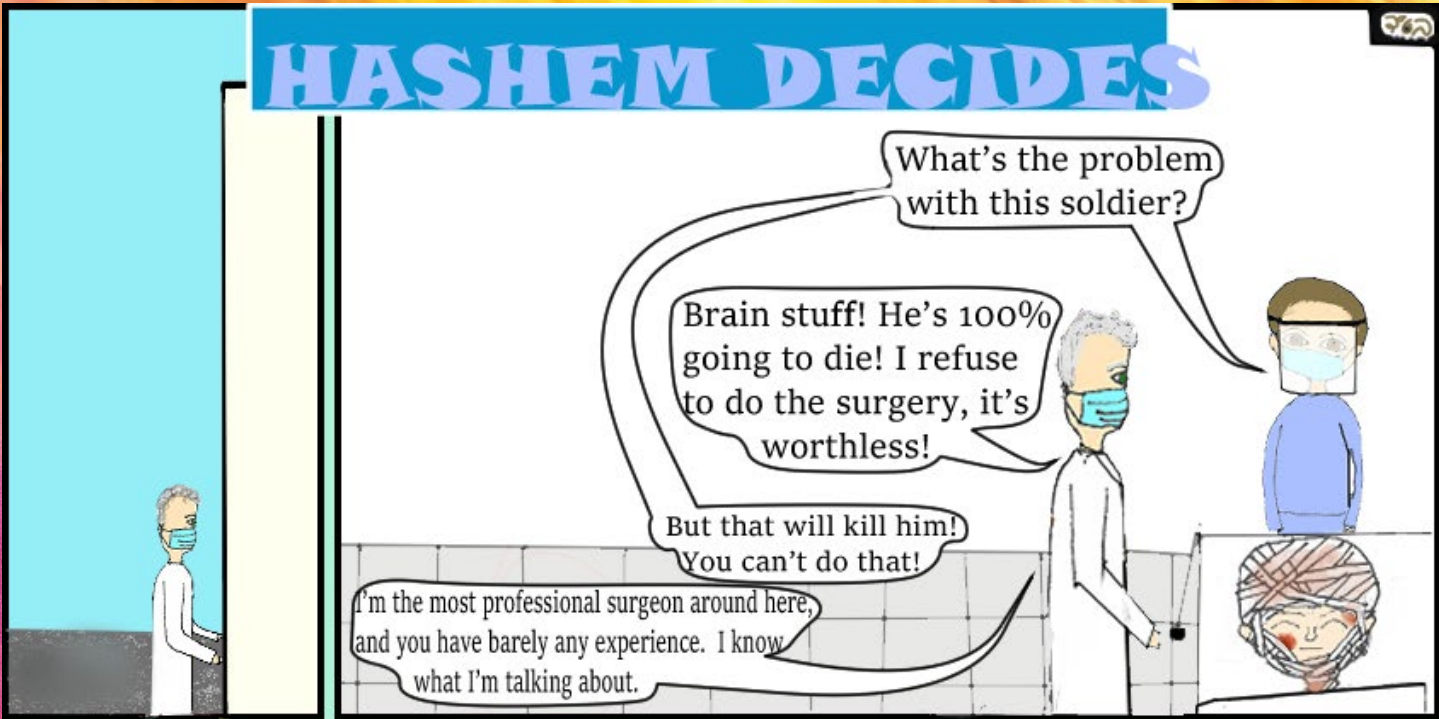 HASHEM DECIDES
What's the problem
with this soldier?
Brain stuff! He's 100%
going to die! I refuse
to do the surgery, it's
worthless!
But that will kill him!
You can't do that!
I'm the most professional surgeon around here,
and you have barely any experience. I know
what I'm talking about.